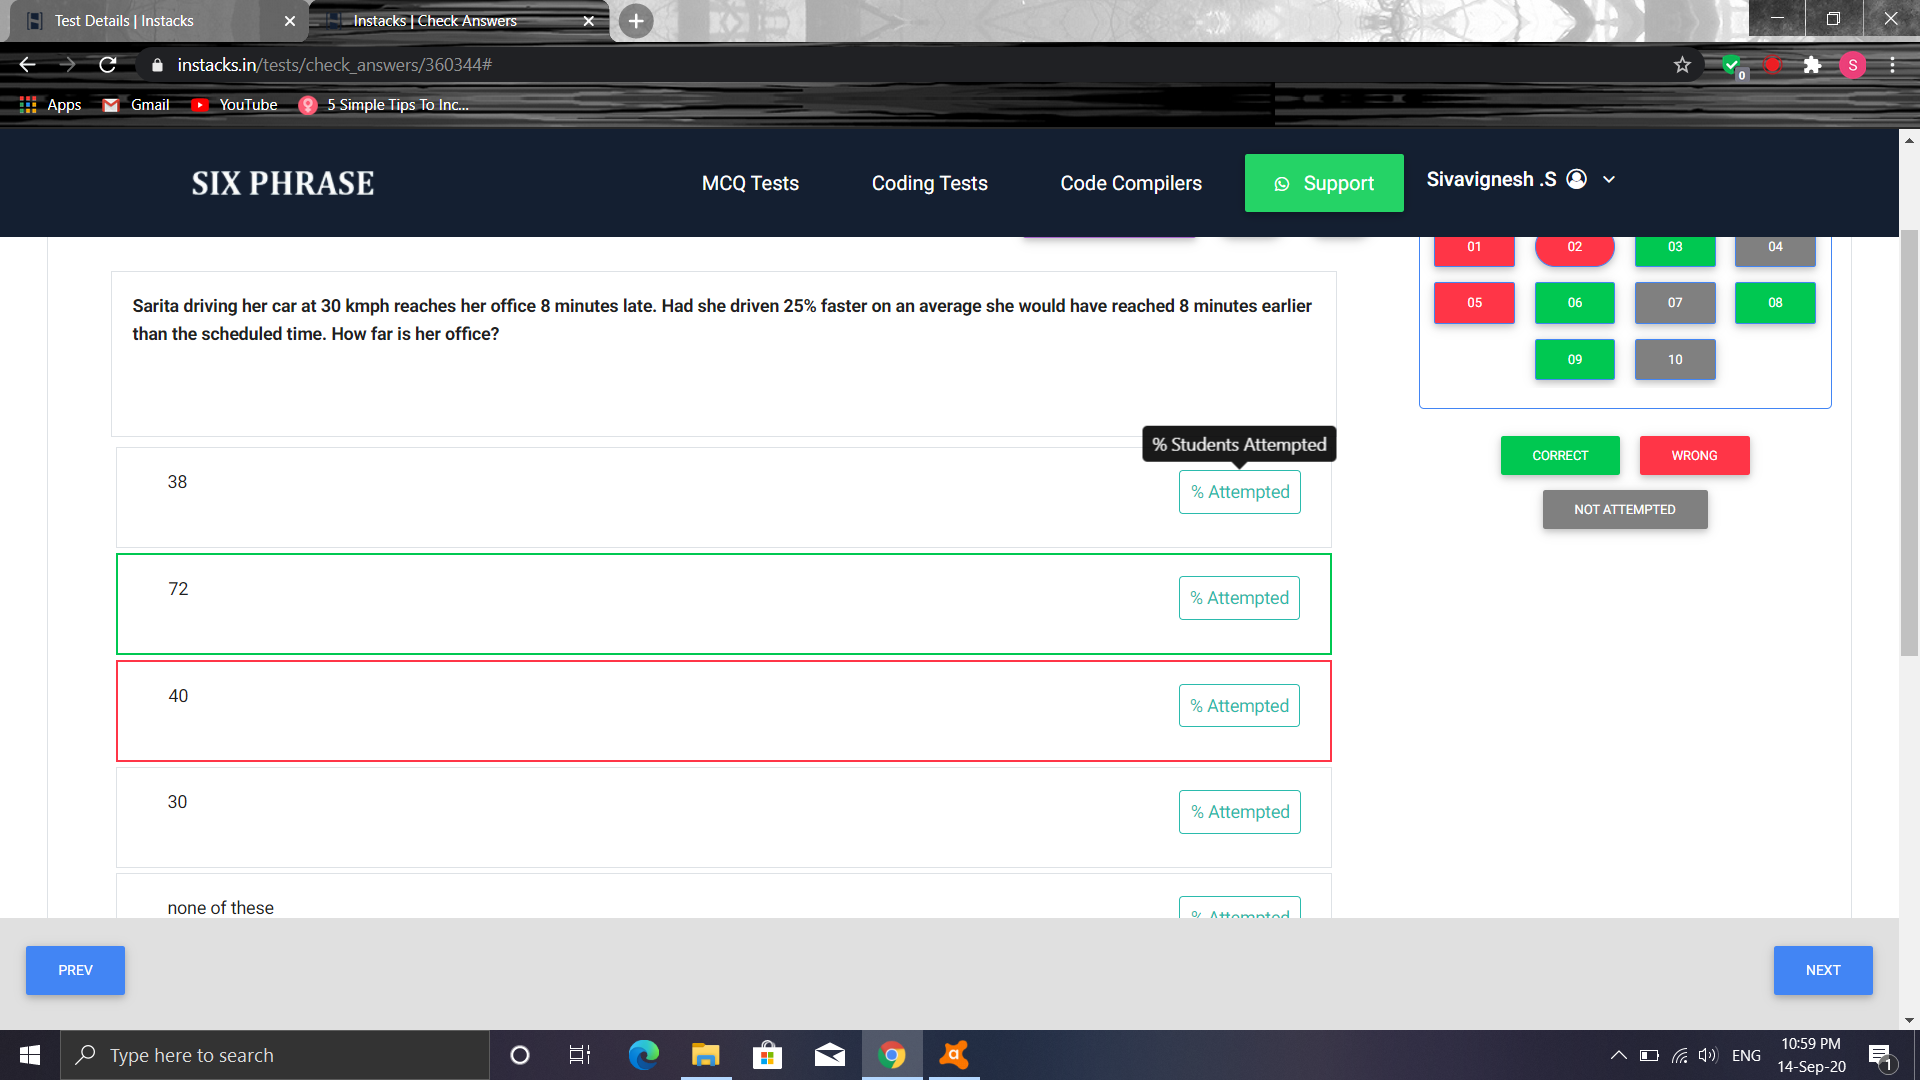 Test Details | Instacks
Instacks | Check Answers
instacks.in/tests/check_answers/360344#
0
S
Apps
Gmail
YouTube
5 Simple Tips To Inc...
SIX PHRASE
MCQ Tests
Coding Tests
Code Compilers
Support
Sivavignesh .S
01
02
03
04
Sarita driving her car at 30 kmph reaches her office 8 minutes late. Had she driven 25% faster on an average she would have reached 8 minutes earlier
than the scheduled time. How far is her office?
05
06
07
08
09
10
% Students Attempted
CORRECT
WRONG
NOT ATTEMPTED
38
% Attempted
72
% Attempted
40
% Attempted
30
% Attempted
none of these
% Attempted
PREV
NEXT
Type here to search
ENG
10:59 PM
14-Sep-20
1